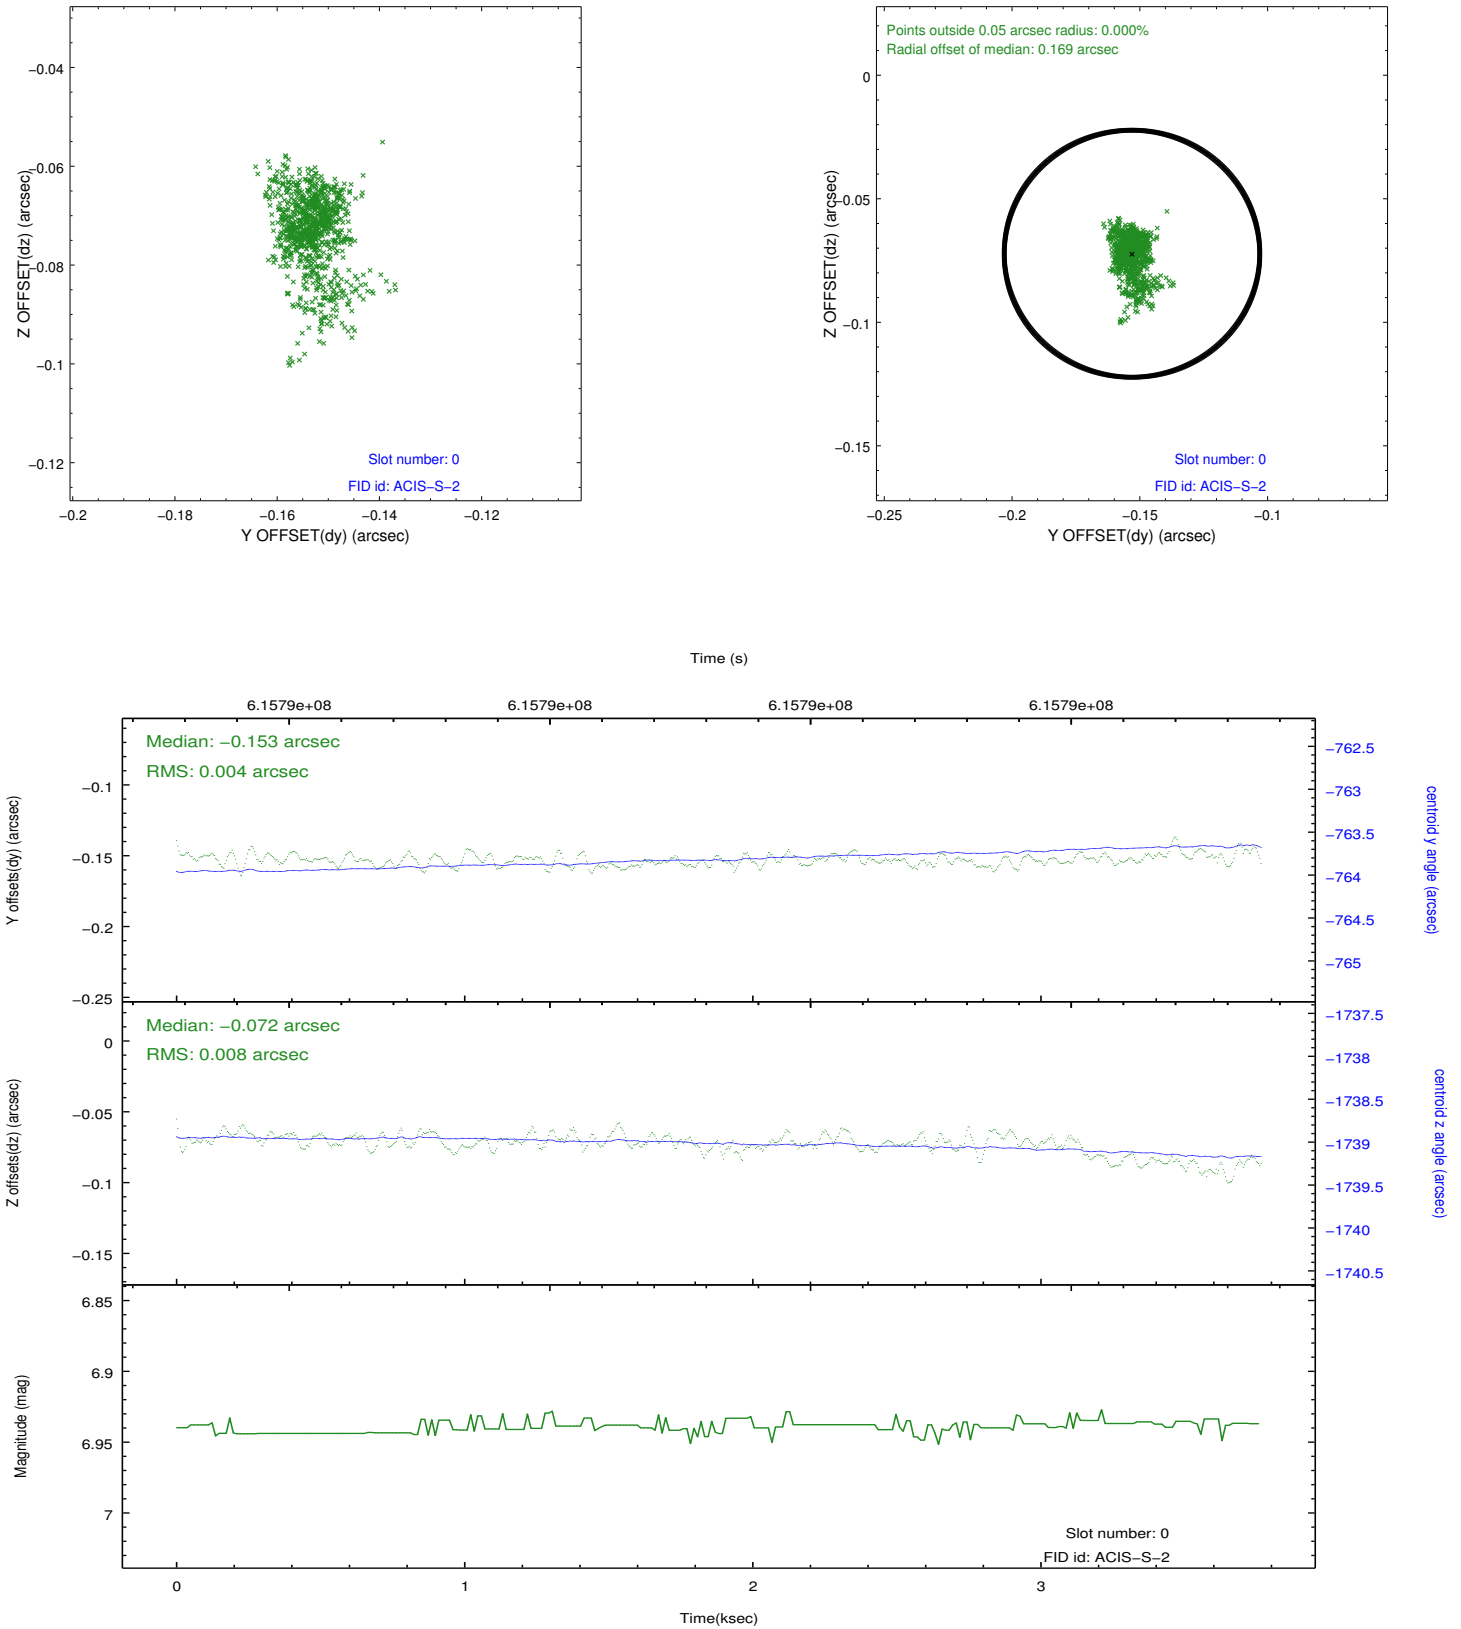 −0.04
−0.06
−0.08
−0.1
−0.12
Z OFFSET(dz) (arcsec)
Slot number: 0
FID id: ACIS−S−2
−0.2
−0.18
−0.16
−0.14
−0.12
Y OFFSET(dy) (arcsec)
Points outside 0.05 arcsec radius: 0.000%
Radial offset of median: 0.169 arcsec
0
−0.05
−0.1
−0.15
Z OFFSET(dz) (arcsec)
Slot number: 0
FID id: ACIS−S−2
−0.25
−0.2
−0.15
−0.1
Y OFFSET(dy) (arcsec)
Time (s)
6.1579e+08
6.1579e+08
6.1579e+08
6.1579e+08
Median: −0.153 arcsec
RMS: 0.004 arcsec
−0.1
−0.15
−0.2
−0.25
Y offsets(dy) (arcsec)
−762.5
−763
−763.5
−764
−764.5
−765
centroid y angle (arcsec)
Median: −0.072 arcsec
RMS: 0.008 arcsec
0
−0.05
−0.1
−0.15
Z offsets(dz) (arcsec)
−1737.5
−1738
−1738.5
−1739
−1739.5
−1740
−1740.5
centroid z angle (arcsec)
6.85
6.9
6.95
7
Magnitude (mag)
Slot number: 0
FID id: ACIS−S−2
0
1
2
3
Time(ksec)